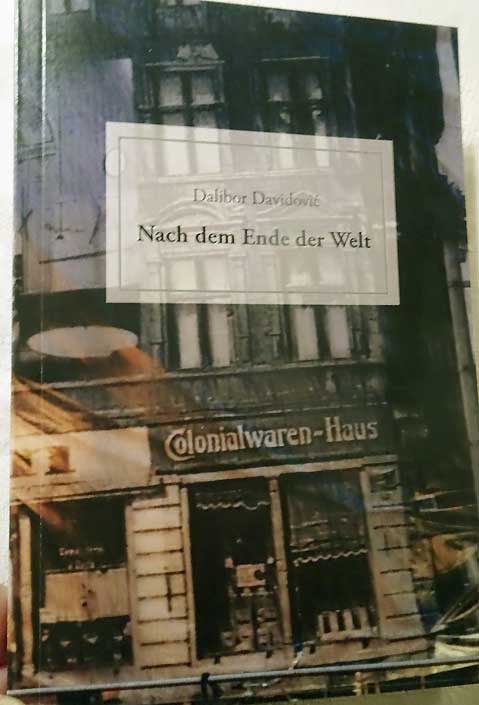 Dalibor Davidović
Nach dem Ende der Welt
Colonialwaren-Haus